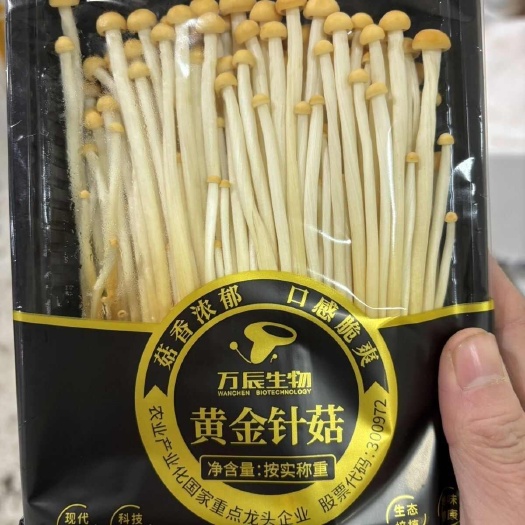 菇香浓郁 口感脆爽
万辰生物
WANCHEN BIOTECHNOLOGY
黄金针菇
净含量:按实称重
农业产业化国家重点龙头企业 股票代码:300972
现代
科技
生态